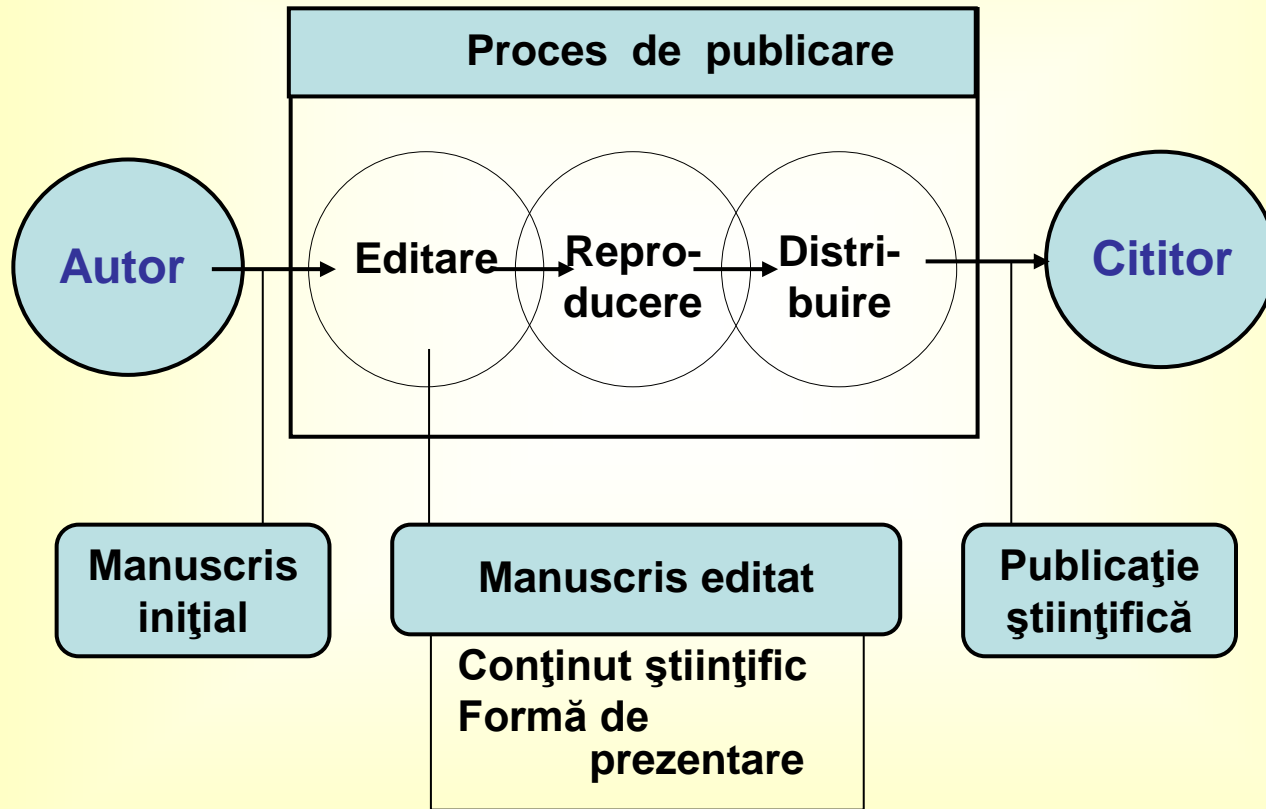 Proces de publicare
Autor
Editare
Repro-
ducere
Distri-
buire
Cititor
Manuscris
iniţial
Manuscris editat
Publicaţie
ştiinţifică
Conţinut ştiinţific
Formă de
prezentare